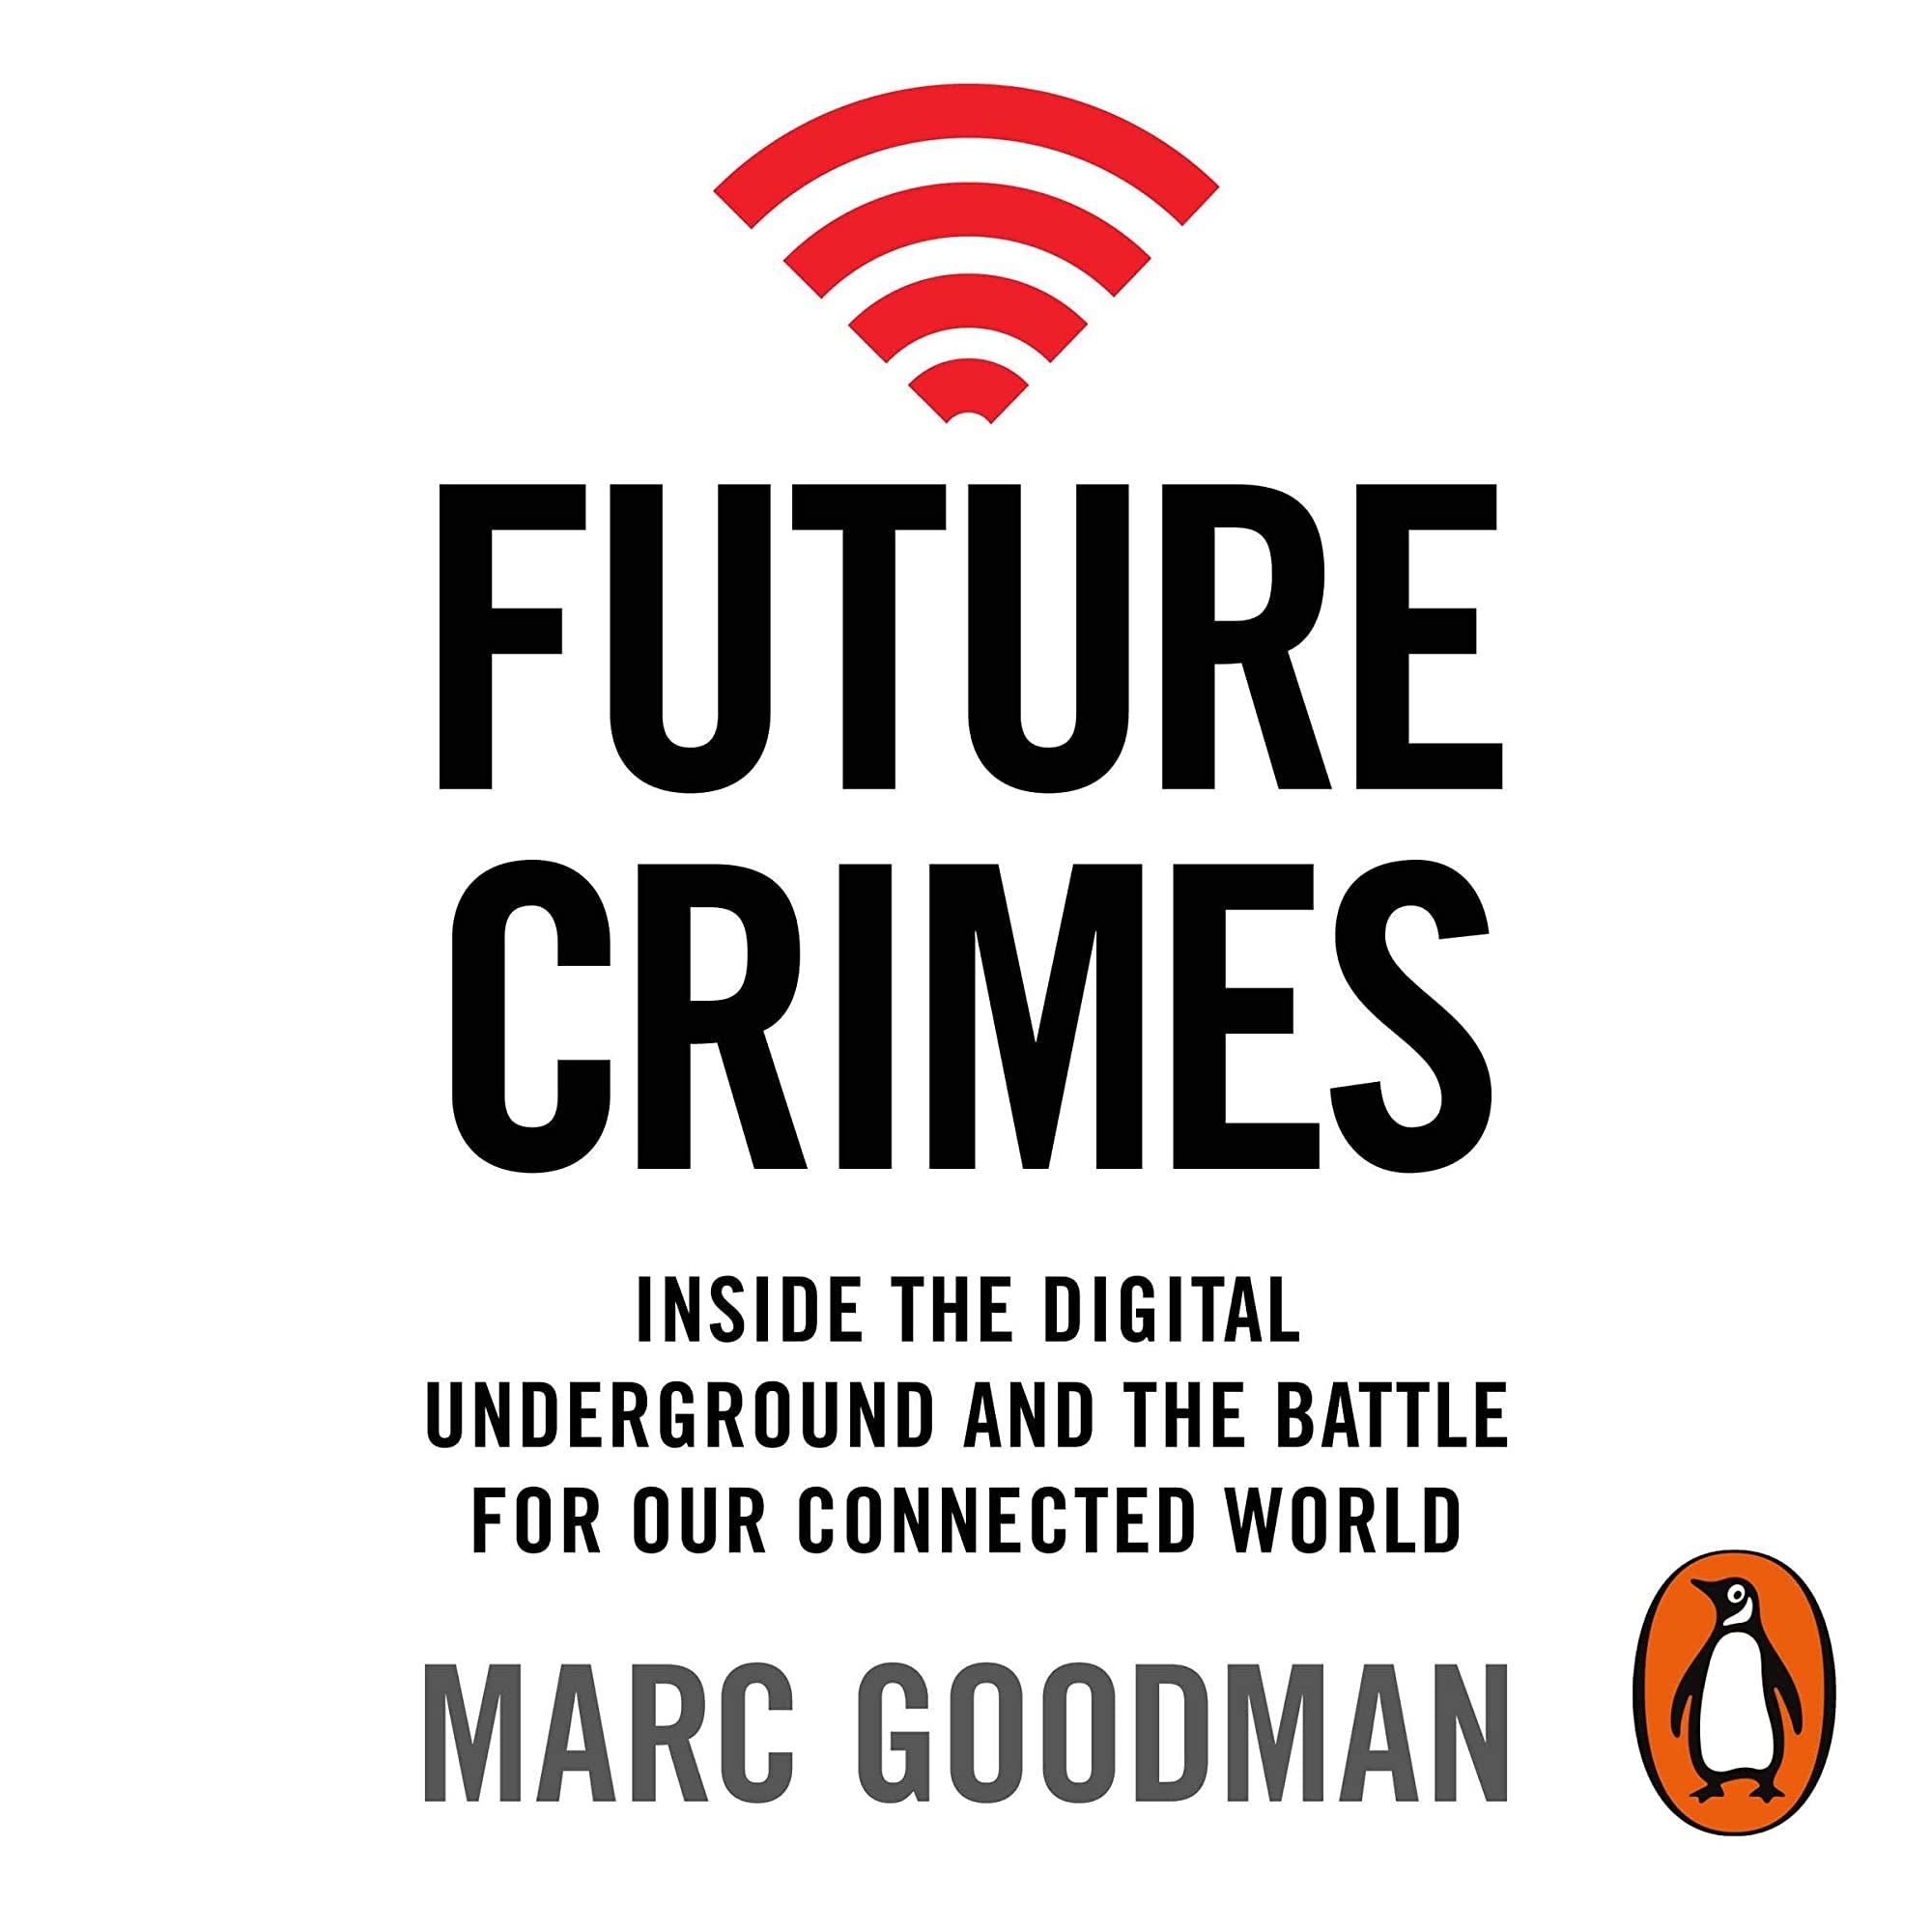 FUTURE
CRIMES
INSIDE THE DIGITAL
UNDERGROUND AND THE BATTLE
FOR OUR CONNECTED WORLD
MARC GOODMAN